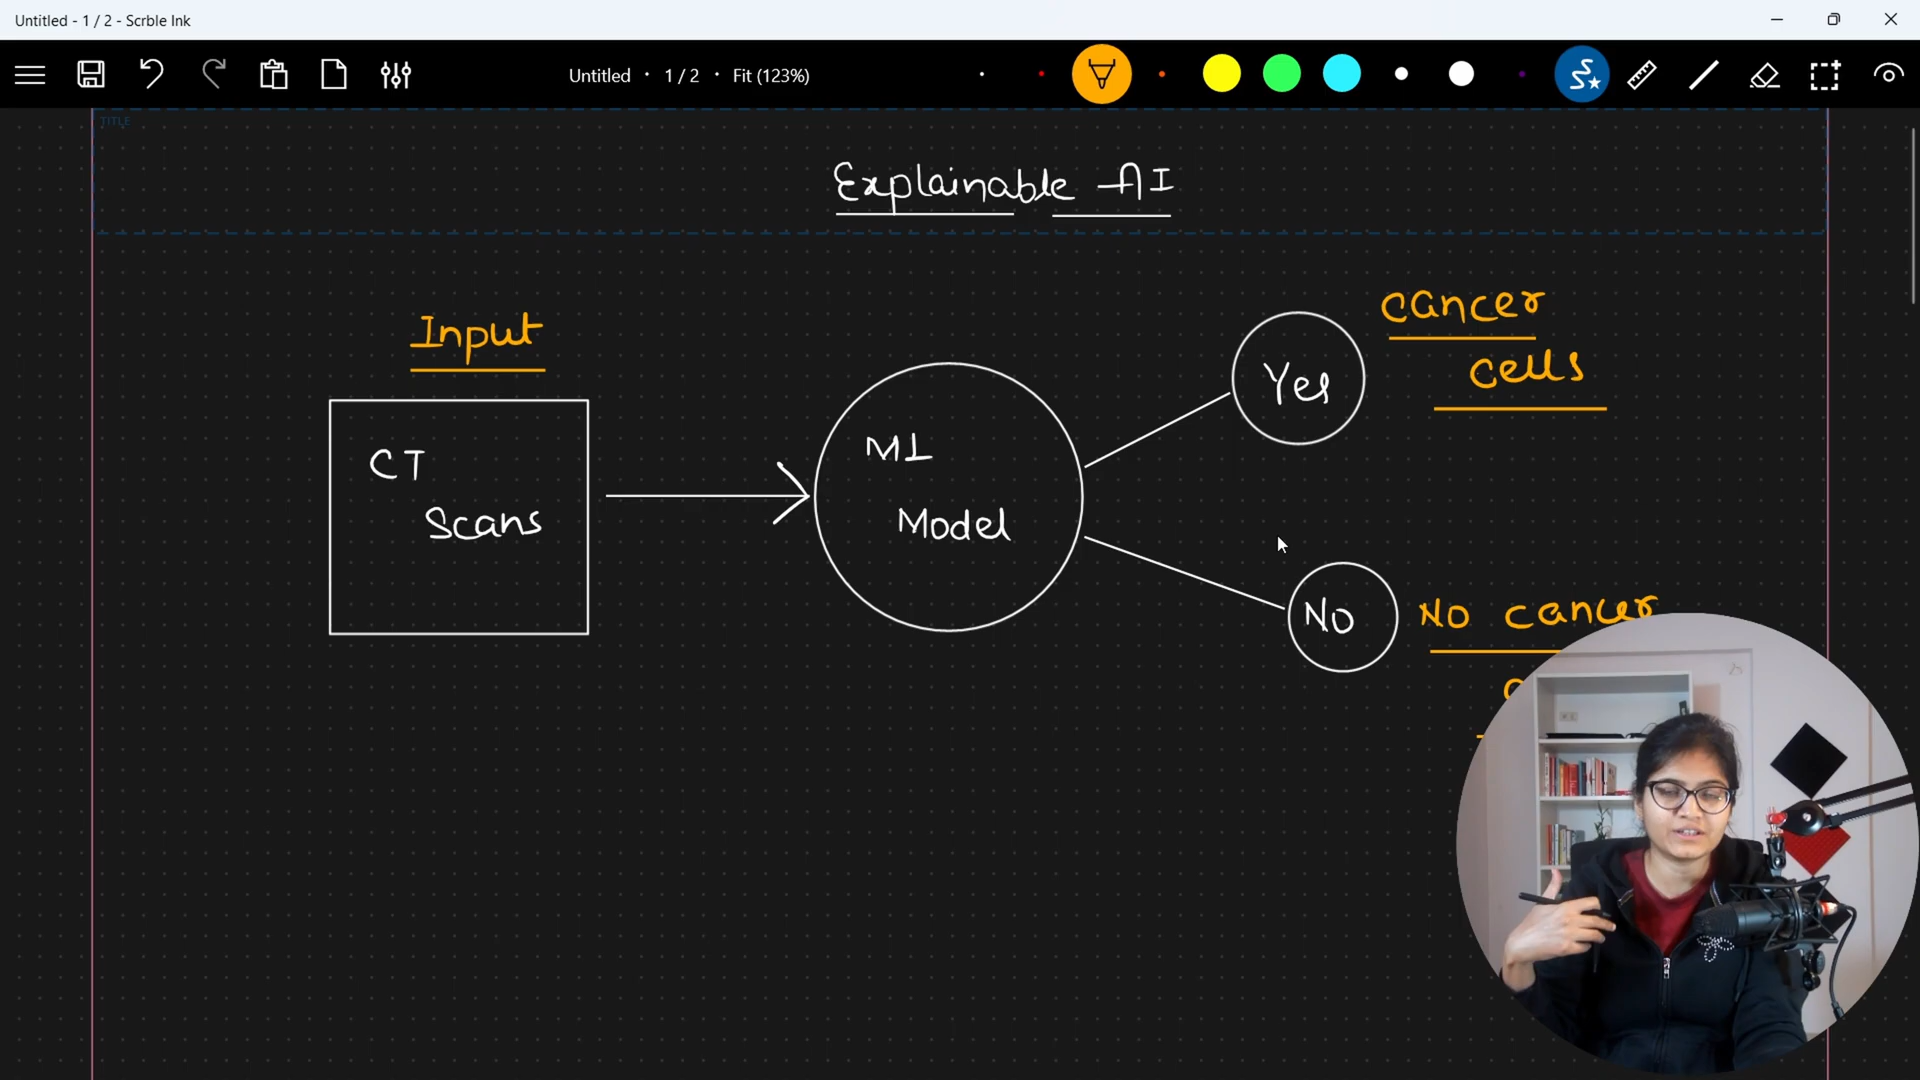 Untitled - 1 / 2 - Scrble Ink
Untitled • 1 / 2 • Fit (123%)
TITLE
Explainable AI
Input
CT
Scans
ML
Model
Yes
cancer
cells
No
No cancer